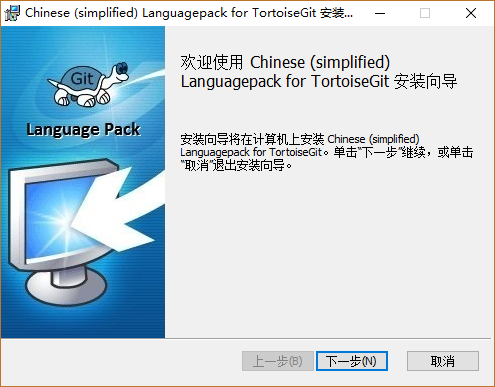 Chinese (simplified) Languagepack for TortoiseGit 安装...
Git
Language Pack
欢迎使用 Chinese (simplified)
Languagepack for TortoiseGit 安装向导
安装向导将在计算机上安装 Chinese (simplified)
Languagepack for TortoiseGit。单击"下一步"继续，或单击
"取消"退出安装向导。
上一步(B)
下一步(N)
取消